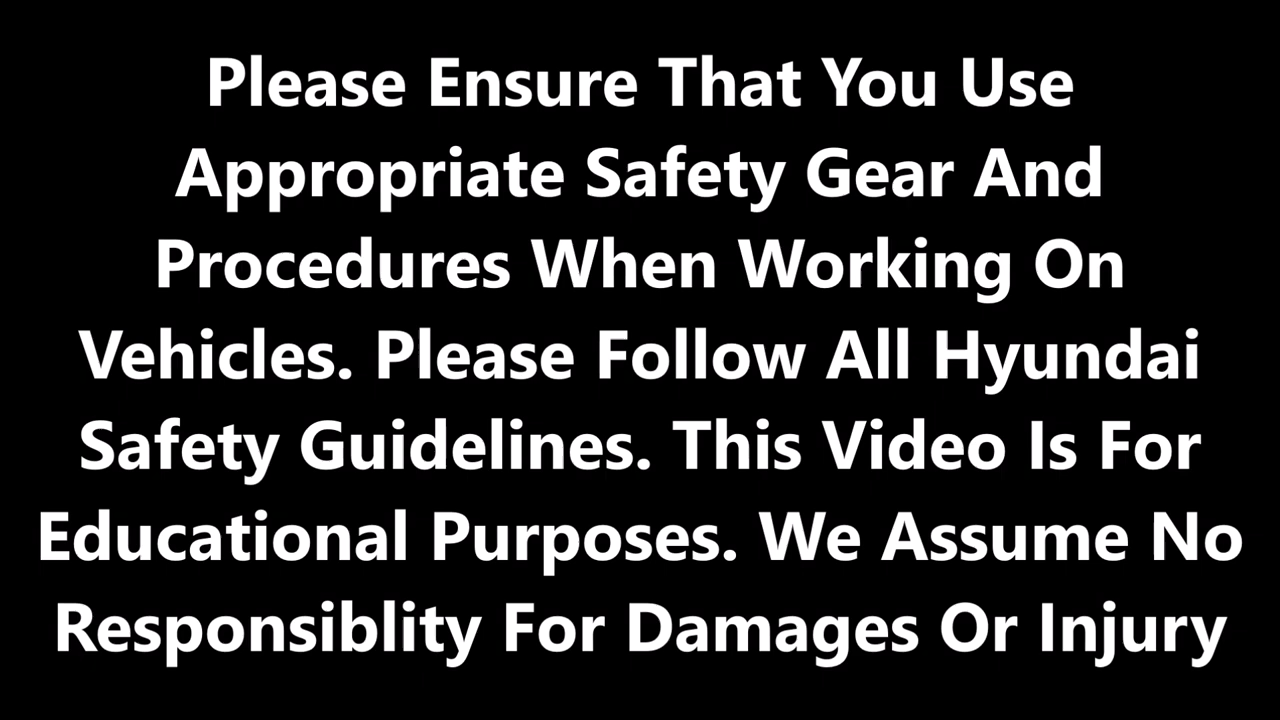 Please Ensure That You Use
Appropriate Safety Gear And
Procedures When Working On
Vehicles. Please Follow All Hyundai
Safety Guidelines. This Video Is For
Educational Purposes. We Assume No
Responsiblity For Damages Or Injury